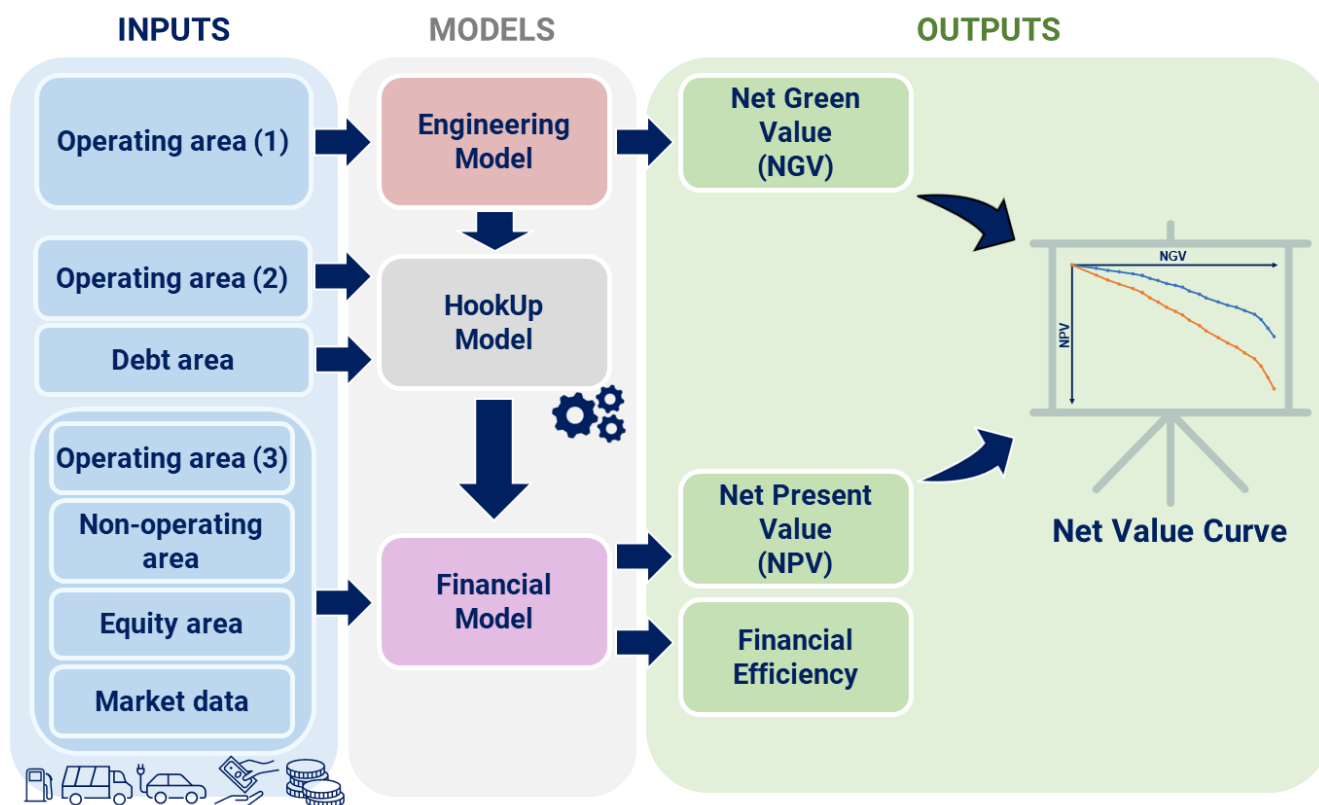 INPUTS
MODELS
OUTPUTS
Operating area (1)
Engineering
Model
Net Green
Value
(NGV)
Operating area (2)
Debt area
HookUp
Model
NGV
NPV
Operating area (3)
Non-operating
area
Equity area
Market data
Financial
Model
Net Present
Value
(NPV)
Financial
Efficiency
Net Value Curve